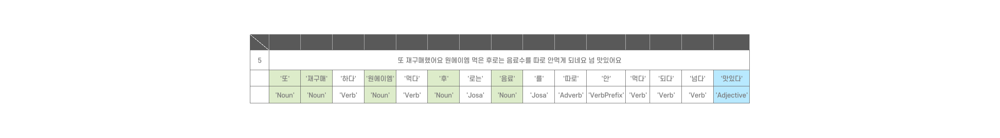 5 또 재구매했어요 원에이엠 먹은 후로는 음료수를 따로 안먹게 되네요 넘 맛있어요
'또' '재구매' '하다' '원에이엠' '먹다' '후' '로는' '음료' '를' '따로' '안' '먹다' '되다' '넘다' '맛있다'
'Noun' 'Noun' 'Verb' 'Noun' 'Verb' 'Noun' 'Josa' 'Noun' 'Josa' 'Adverb' 'VerbPrefix' 'Verb' 'Verb' 'Verb' 'Adjective'